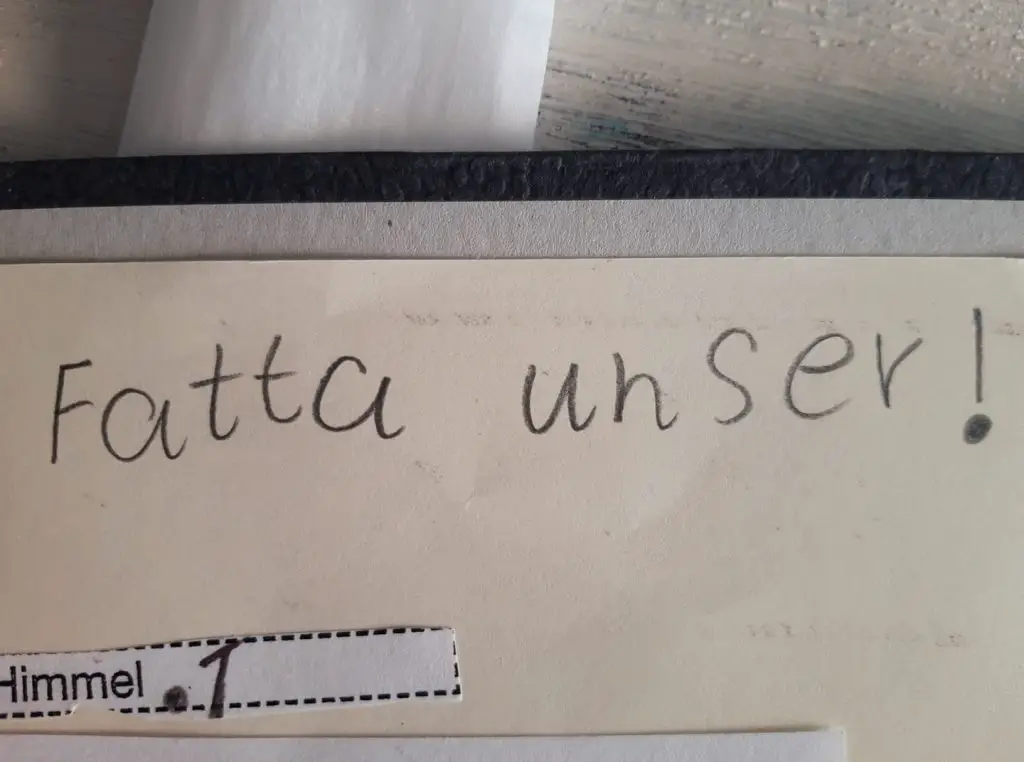 Fatta unser!
Himmel .1